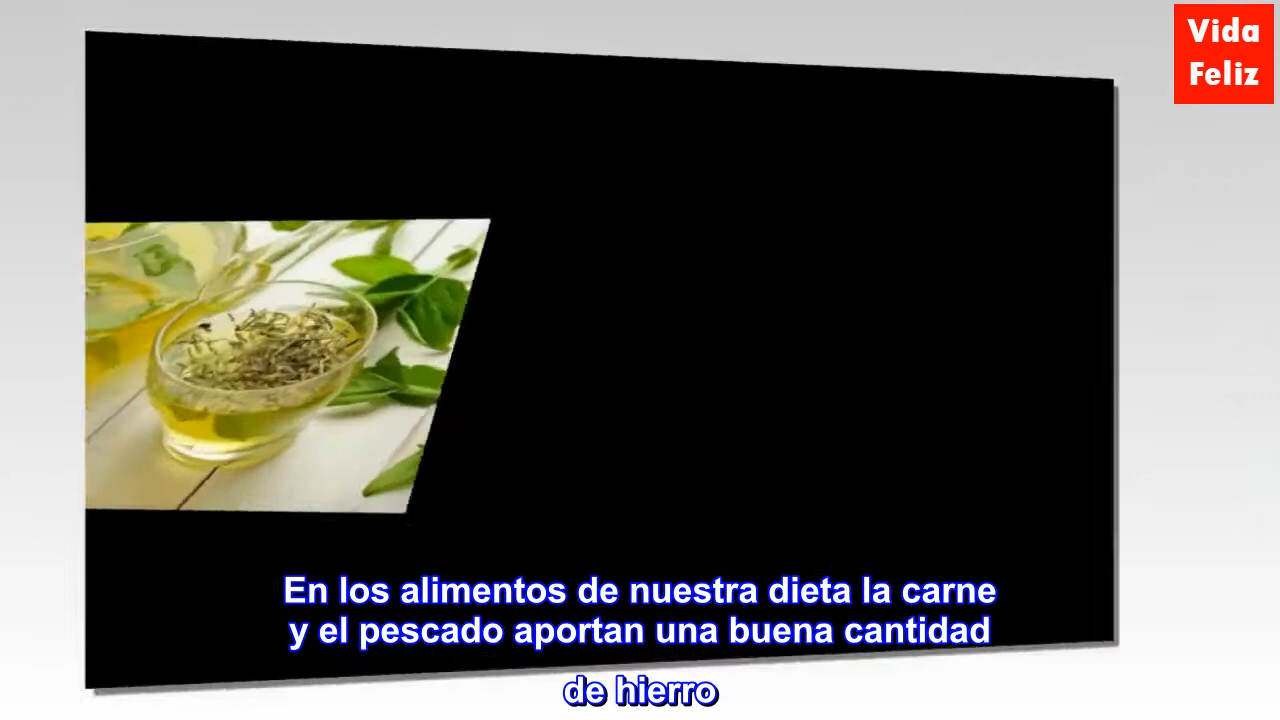 Vida
Feliz
En los alimentos de nuestra dieta la carne
y el pescado aportan una buena cantidad
de hierro